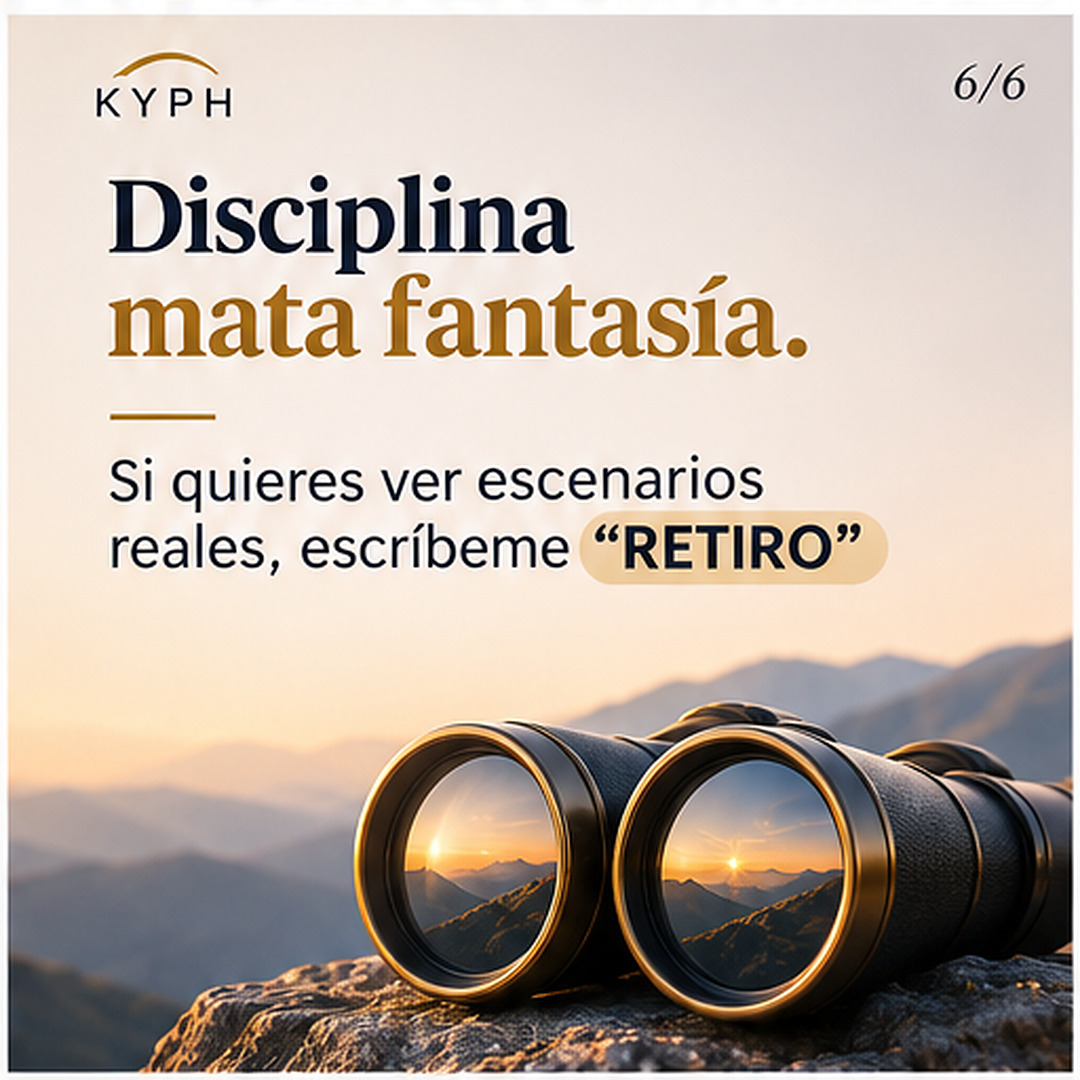 KYPH
6/6
Disciplina
mata fantasía.
Si quieres ver escenarios
reales, escríbeme “RETIRO”